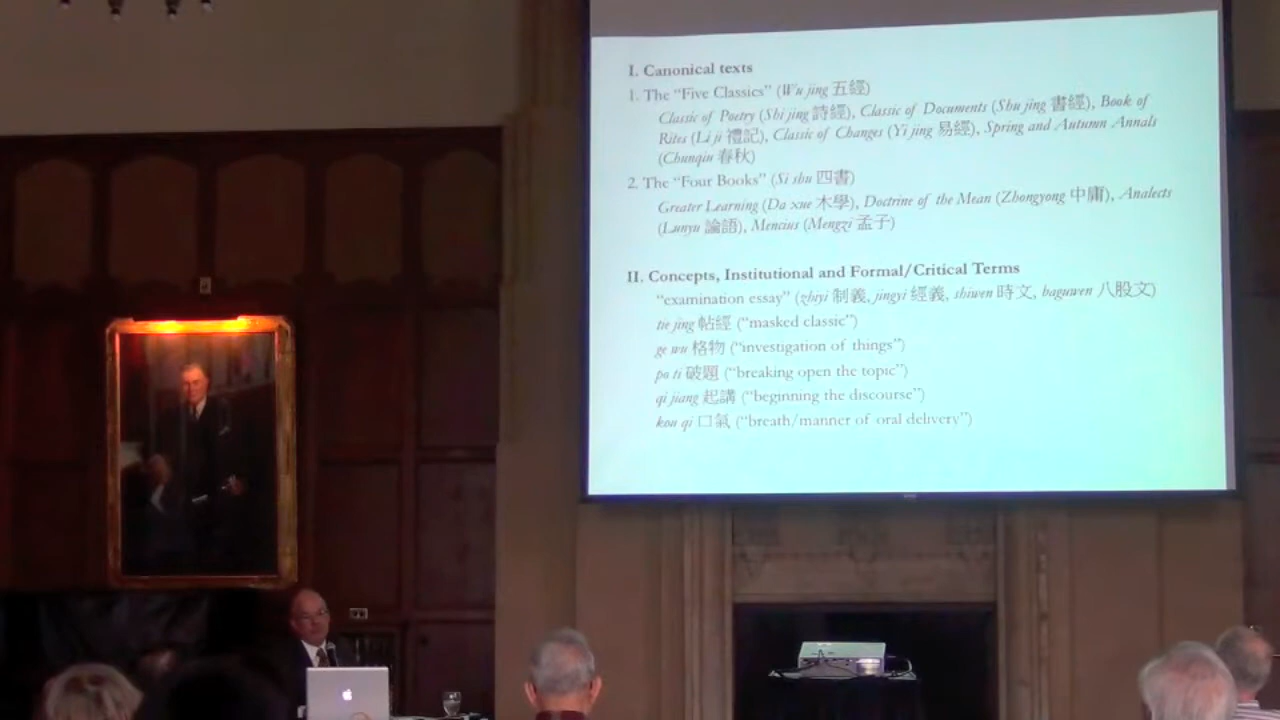 I. Canonical texts
1. The “Five Classics” (Wu jing 五經)
Classic of Poetry (Shi jing 詩經), Classic of Documents (Shu jing 書經), Book of
Rites (Li ji 禮記), Classic of Changes (Yi jing 易經), Spring and Autumn Annals
(Chunqiu 春秋)
2. The “Four Books” (Si shu 四書)
Greater Learning (Da xue 木學), Doctrine of the Mean (Zhongyong 中庸), Analects
(Lunyu 論語), Mencius (Mengzi 孟子)
II. Concepts, Institutional and Formal/Critical Terms
“examination essay” (zhiyi 制義, jingyi 經義, shiwen 時文, baguwen 八股文)
tie jing 帖經 (“masked classic”)
ge wu 格物 (“investigation of things”)
po ti 破題 (“breaking open the topic”)
qi jiang 起講 (“beginning the discourse”)
kou qi 口氣 (“breath/manner of oral delivery”)